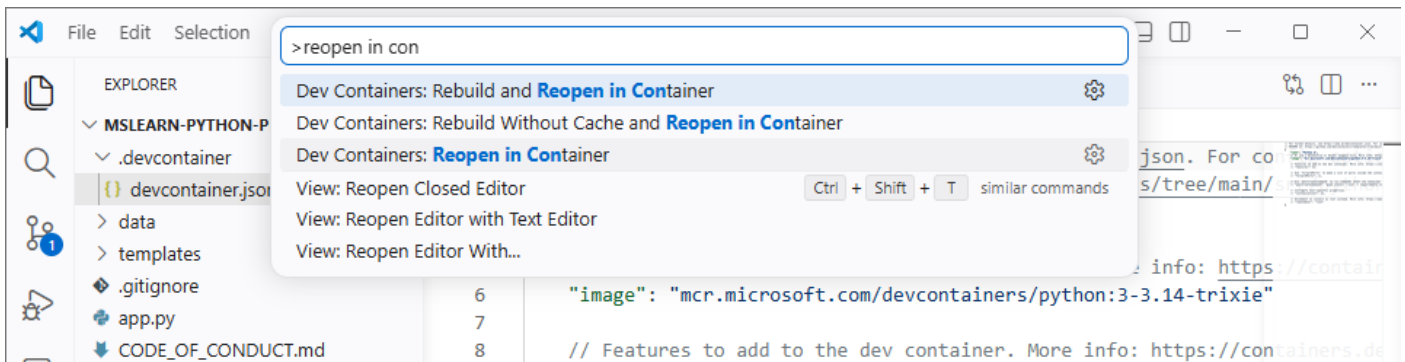 File Edit Selection
>reopen in con
EXPLORER
MSLEARN-PYTHON-P
.devcontainer
devcontainer.json
data
templates
.gitignore
app.py
CODE_OF_CONDUCT.md
1
Dev Containers: Rebuild and Reopen in Container
Dev Containers: Rebuild Without Cache and Reopen in Container
Dev Containers: Reopen in Container
View: Reopen Closed Editor Ctrl + Shift + T similar commands
View: Reopen Editor with Text Editor
View: Reopen Editor With...
json. For con
s/tree/main/s
e info: https://contain
6 "image": "mcr.microsoft.com/devcontainers/python:3-3.14-trixie"
7
8 // Features to add to the dev container. More info: https://containers.de